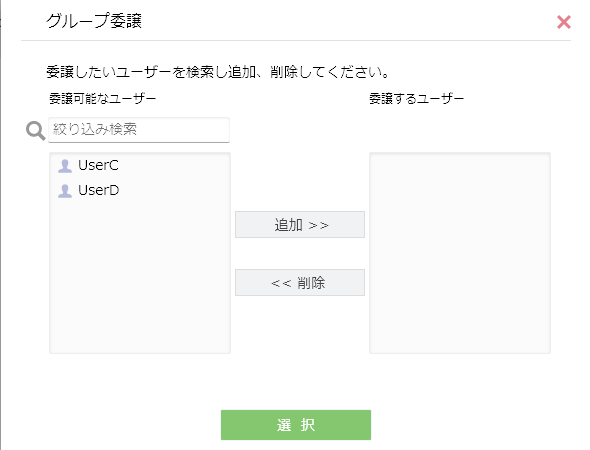 グループ委譲
委譲したいユーザーを検索し追加、削除してください。
委譲可能なユーザー
委譲するユーザー
絞り込み検索
UserC
UserD
追加 >>
<< 削除
選 択